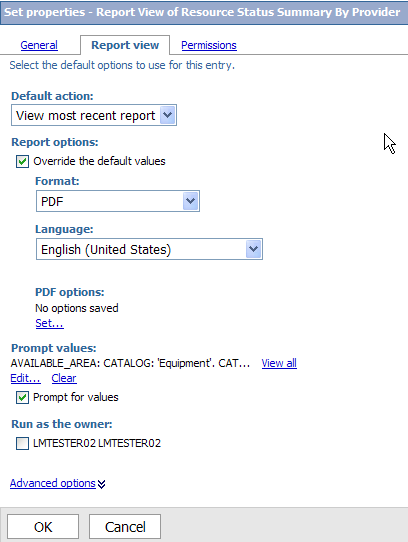 Set properties - Report View of Resource Status Summary By Provider
General Report view Permissions
Select the default options to use for this entry.
Default action:
View most recent report
Report options:
Override the default values
Format:
PDF
Language:
English (United States)
PDF options:
No options saved
Set...
Prompt values:
AVAILABLE_AREA: CATALOG: 'Equipment'. CAT... View all
Edit... Clear
Prompt for values
Run as the owner:
LMTESTER02 LMTESTER02
Advanced options
OK Cancel